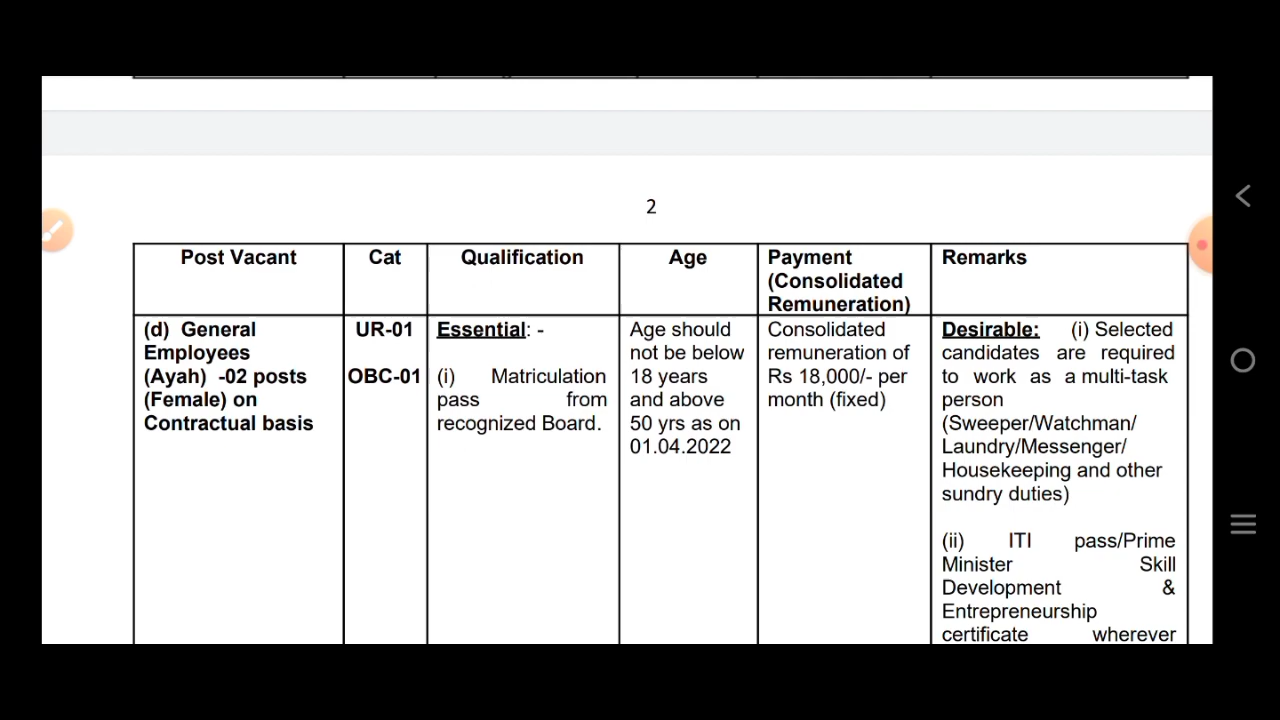 2
Post Vacant
Cat
Qualification
Age
Payment
(Consolidated
Remuneration)
Remarks
(d) General
Employees
(Ayah) -02 posts
(Female) on
Contractual basis
UR-01
OBC-01
Essential: -
(i) Matriculation
pass from
recognized Board.
Age should
not be below
18 years
and above
50 yrs as on
01.04.2022
Consolidated
remuneration of
Rs 18,000/- per
month (fixed)
Desirable: (i) Selected
candidates are required
to work as a multi-task
person
(Sweeper/Watchman/
Laundry/Messenger/
Housekeeping and other
sundry duties)
(ii) ITI pass/Prime
Minister Skill
Development &
Entrepreneurship
certificate wherever